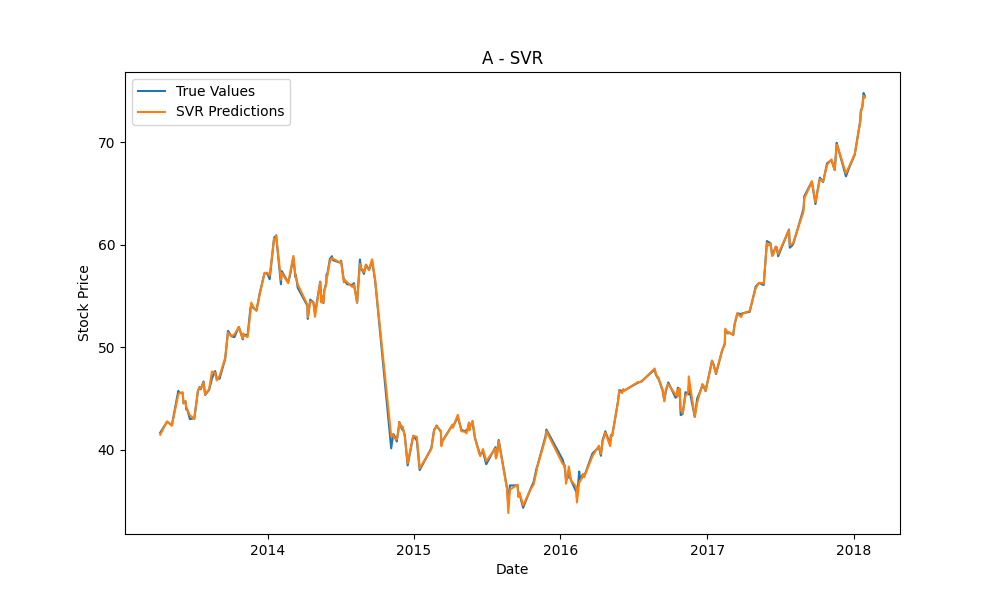 A - SVR
True Values
SVR Predictions
Stock Price
70
60
50
40
2014 2015 2016 2017 2018
Date